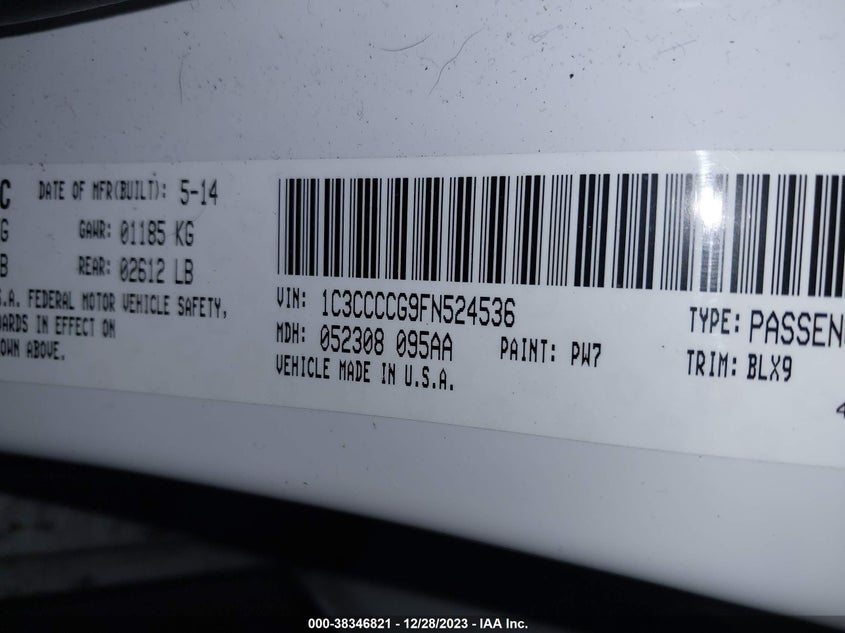 C DATE OF MFR(BUILT): 5-14
G GAWR: 01185 KG
B REAR: 02612 LB
.A. FEDERAL MOTOR VEHICLE SAFETY,
ARDS IN EFFECT ON
OWN ABOVE.
VIN: 1C3CCCCG9FN524536
MDH: 052308 095AA PAINT: PW7
VEHICLE MADE IN U.S.A.
TYPE: PASSEN
TRIM: BLX9
4
000-38346821 - 12/28/2023 - IAA Inc.